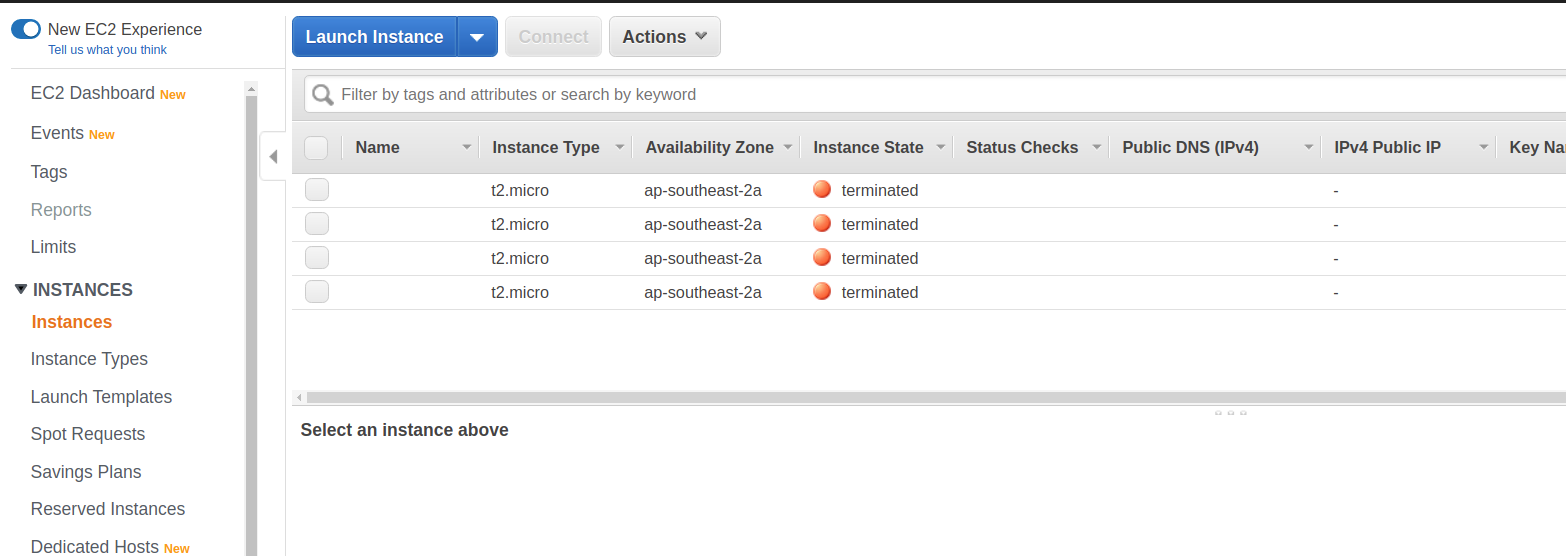 New EC2 Experience
Tell us what you think
EC2 Dashboard New
Events New
Tags
Reports
Limits
INSTANCES
Instances
Instance Types
Launch Templates
Spot Requests
Savings Plans
Reserved Instances
Dedicated Hosts New
Launch Instance Connect Actions
Filter by tags and attributes or search by keyword
Name Instance Type Availability Zone Instance State Status Checks Public DNS (IPv4) IPv4 Public IP Key
t2.micro ap-southeast-2a terminated -
t2.micro ap-southeast-2a terminated -
t2.micro ap-southeast-2a terminated -
t2.micro ap-southeast-2a terminated -
Select an instance above